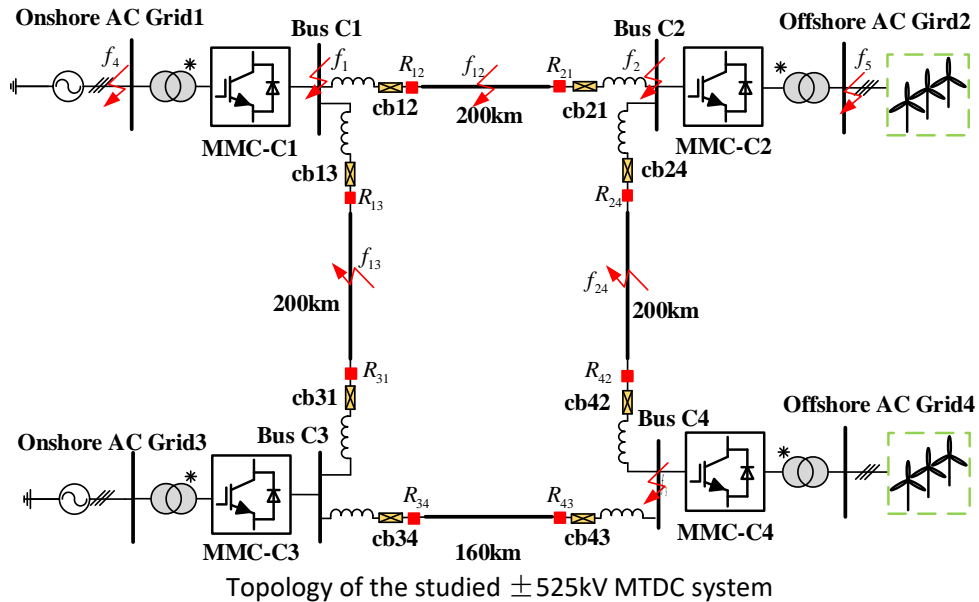 Onshore AC Grid1
Bus C1
Bus C2
Offshore AC Gird2
f4
*
f1
R12
f12
R21
f2
*
f5
cb12
200km
cb21
MMC-C1
MMC-C2
cb13
cb24
R13
R24
f13
f24
200km
200km
R31
R42
cb31
cb42
Onshore AC Grid3
Bus C3
Bus C4
Offshore AC Grid4
*
*
R34
R43
cb34
160km
cb43
MMC-C3
MMC-C4
Topology of the studied ±525kV MTDC system